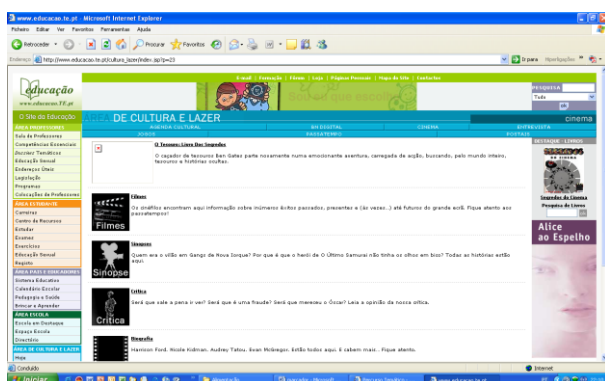 www.educacao.te.pt - Microsoft Internet Explorer
Ficheiro Editar Ver Favoritos Ferramentas Ajuda
Retroceder Procurar Favoritos
Endereço http://www.educacao.te.pt/cultura_lazer/index.jsp?p=23 Ir para Hiperligações
E-mail | Formação | Fórum | Loja | Páginas Pessoais | Mapa do Site | Contactos
educação
www.educacao.TE.pt
PESQUISA
Tudo
ok
O Site da Educação
ÁREA DE CULTURA E LAZER
cinema
AGENDA CULTURAL BH DIGITAL CINEMA ENTREVISTA
JOGOS PASSATEMPO POSTAIS
ÁREA PROFESSORES
Sala de Professores
Competências Essenciais
Dossiers Temáticos
Educação Sexual
Endereços Úteis
Legislação
Programas
Colocações de Professores
ÁREA ESTUDANTE
Carreiras
Centro de Recursos
Estudar
Exames
Exercícios
Educação Sexual
Registo
ÁREA PAIS E EDUCADORES
Sistema Educativo
Calendário Escolar
Pedagogia e Saúde
Brincar e Aprender
ÁREA ESCOLA
Escola em Destaque
Espaço Escola
Directório
ÁREA DE CULTURA E LAZER
Hoje
O Tesouro: Livro Dos Segredos
O caçador de tesouros Ben Gates parte novamente numa emocionante aventura, carregada de acção, buscando, pelo mundo inteiro,
tesouros e histórias ocultas.
Filmes
Filmes
Os cinéfilos encontram aqui informação sobre inúmeros êxitos passados, presentes e (às vezes..) até futuros do grande ecrã. Fique atento aos
passatempos!
Sinopse
Sinopses
Quem era o vilão em Gangs de Nova Iorque? Por que é que o herói de O Último Samurai não tinha os olhos em bico? Todas as histórias estão
aqui.
Crítica
Crítica
Será que vale a pena ir ver? Será que é uma fraude? Será que mereceu o Óscar? Leia a opinião da nossa crítica.
Biografia
Harrison Ford. Nicole Kidman. Audrey Tatou. Ewan McGregor. Estão todos aqui. E cabem mais... Fique atento.
DESTAQUE - LIVROS
Segredos de Cinema
Pesquisa de Livros
Alice
ao Espelho
Concluído
Internet
Iniciar